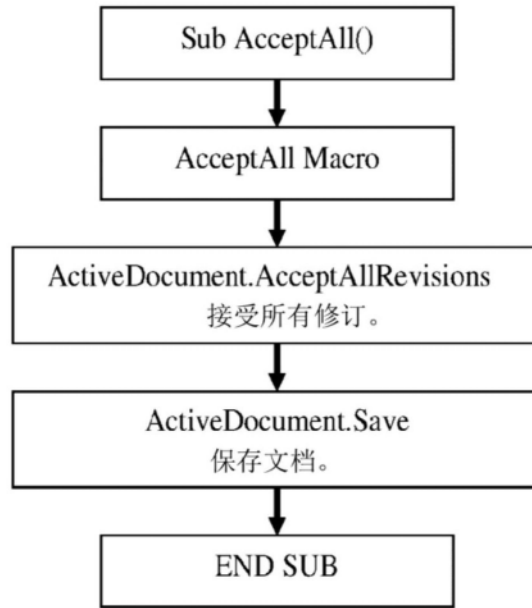 Sub AcceptAll()
AcceptAll Macro
ActiveDocument.AcceptAllRevisions
接受所有修订。
ActiveDocument.Save
保存文档。
END SUB